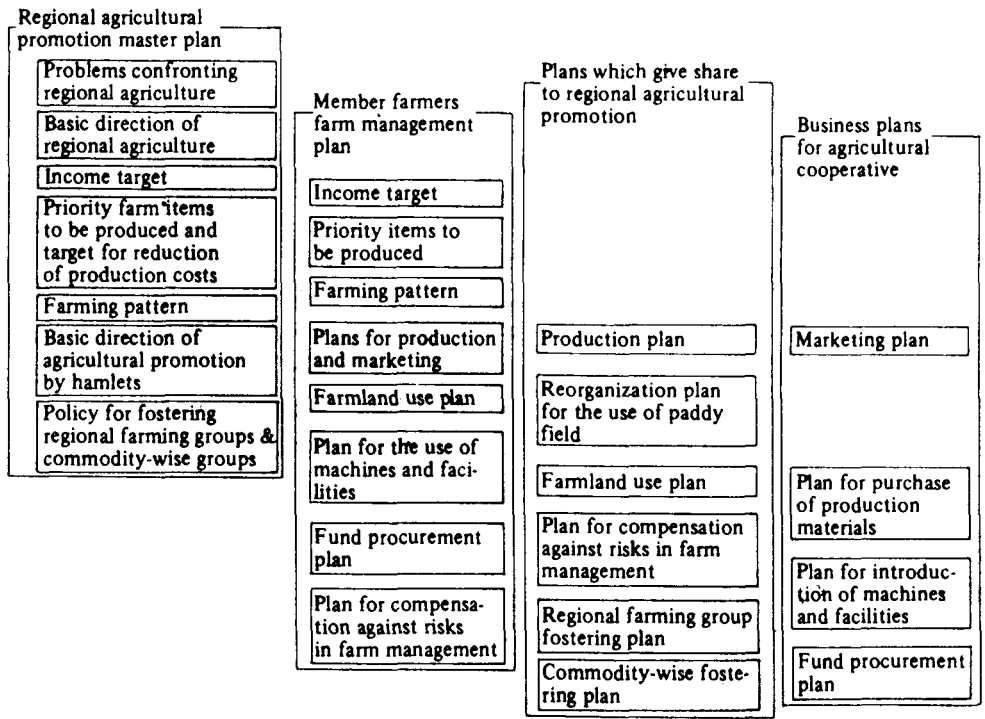 Regional agricultural
promotion master plan
Problems confronting
regional agriculture
Basic direction of
regional agriculture
Income target
Priority farm items
to be produced and
target for reduction
of production costs
Farming pattern
Basic direction of
agricultural promotion
by hamlets
Policy for fostering
regional farming groups &
commodity-wise groups
Member farmers
farm management
plan
Income target
Priority items to
be produced
Farming pattern
Plans for production
and marketing
Farmland use plan
Plan for the use of
machines and faci-
lities
Fund procurement
plan
Plan for compensa-
tion against risks
in farm management
Plans which give share
to regional agricultural
promotion
Production plan
Reorganization plan
for the use of paddy
field
Farmland use plan
Plan for compensation
against risks in farm
management
Regional farming group
fostering plan
Commodity-wise foste-
ring plan
Business plans
for agricultural
cooperative
Marketing plan
Plan for purchase
of production
materials
Plan for introduc-
tion of machines
and facilities
Fund procurement
plan